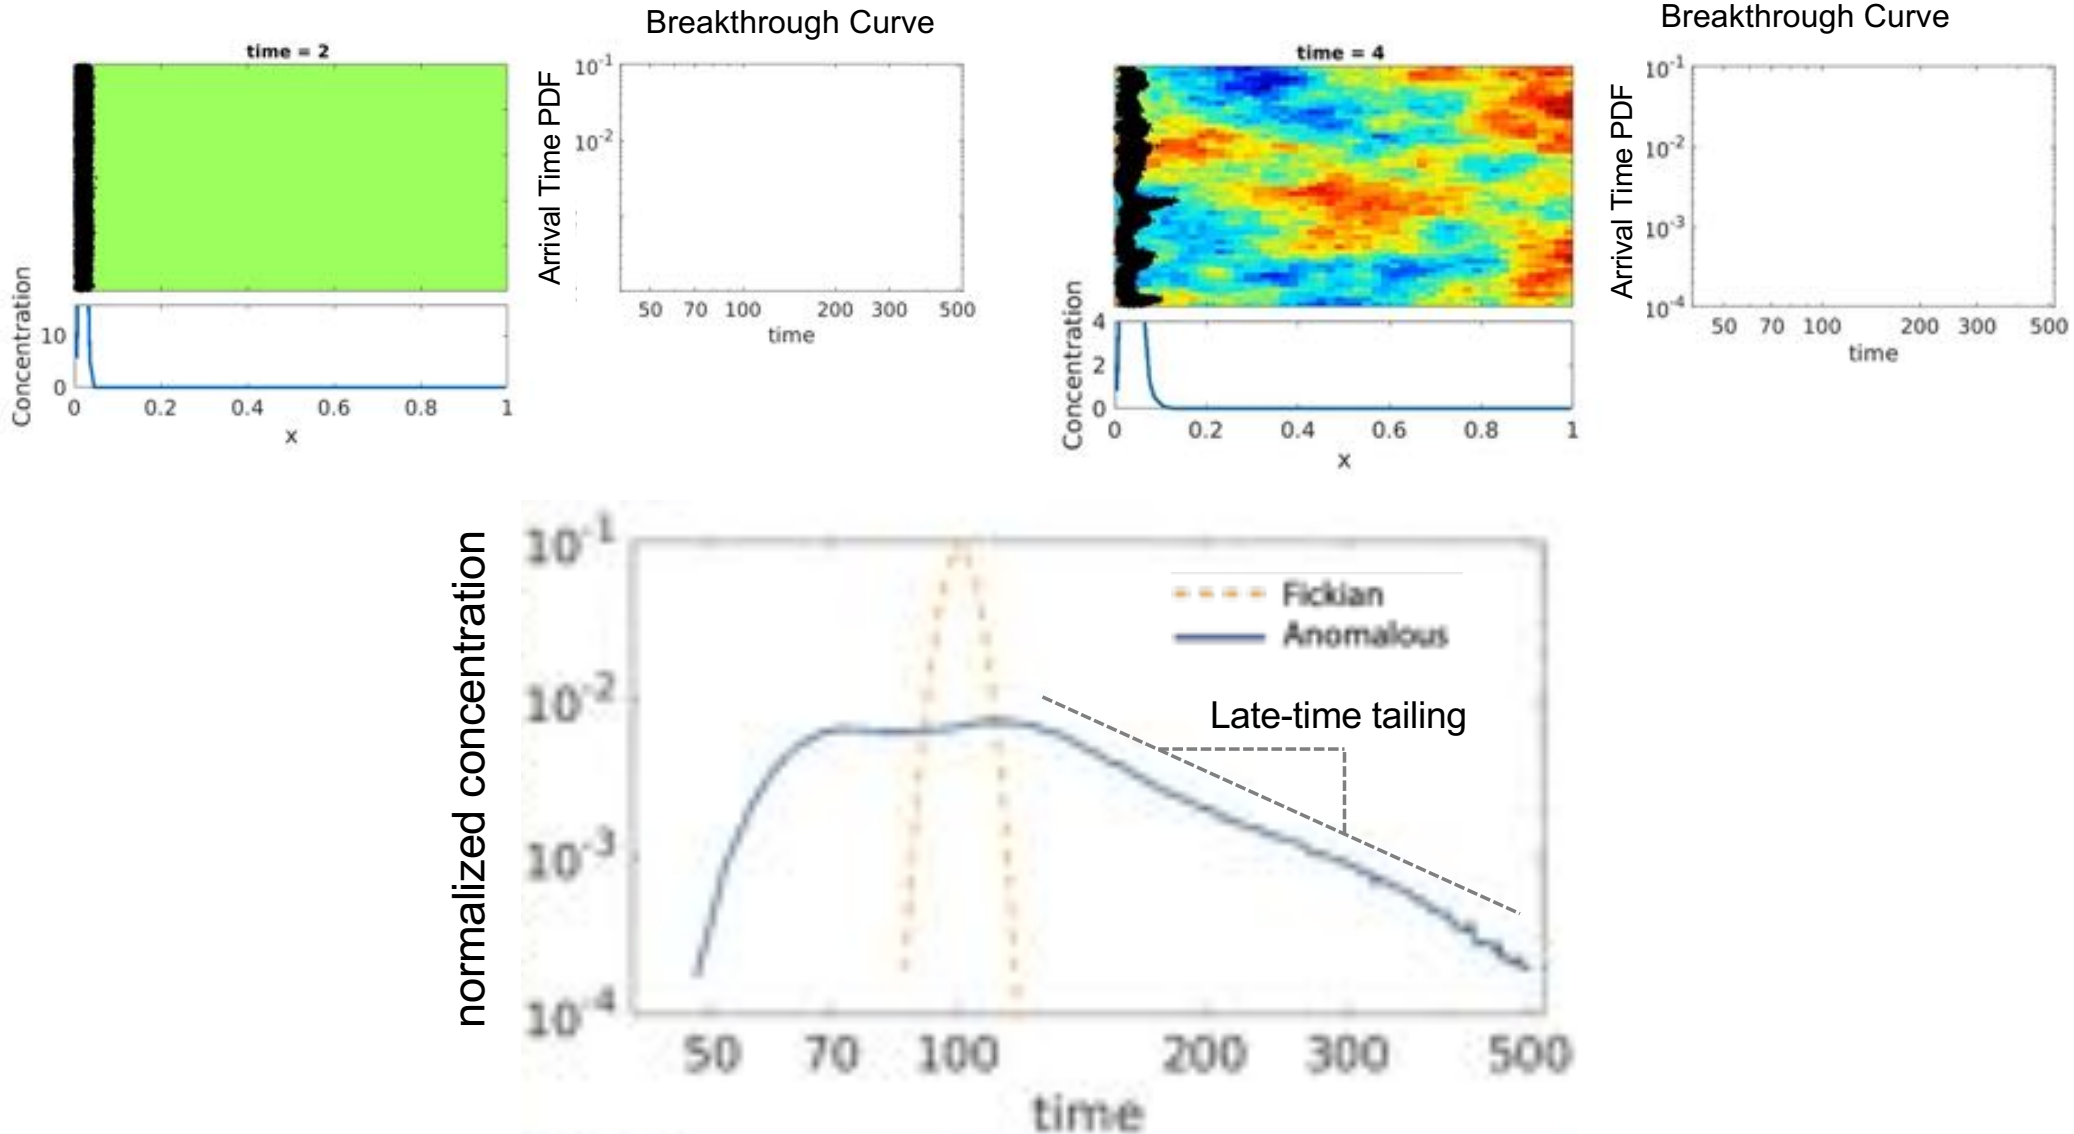 Breakthrough Curve
time = 2
Arrival Time PDF
10-1
10-2
50 70 100 200 300 500
time
Concentration
10
0
0 0.2 0.4 0.6 0.8 1
x
Breakthrough Curve
time = 4
Arrival Time PDF
10-1
10-2
10-3
10-4
50 70 100 200 300 500
time
Concentration
4
2
0
0 0.2 0.4 0.6 0.8 1
x
normalized concentration
10-1
10-2
10-3
10-4
Fickian
Anomalous
Late-time tailing
50 70 100 200 300 500
time